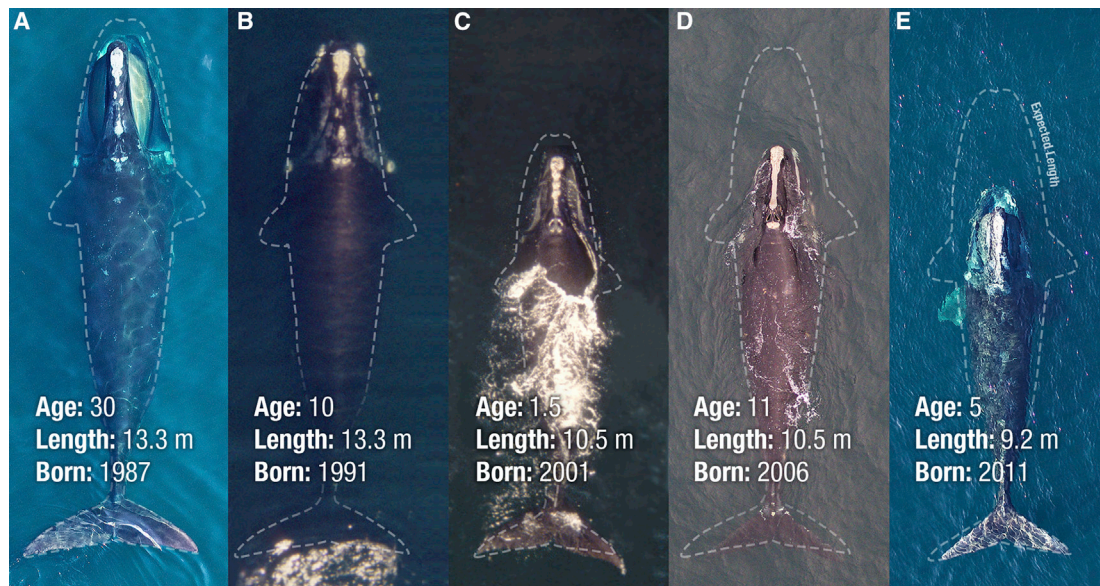 A
Age: 30
Length: 13.3 m
Born: 1987
B
Age: 10
Length: 13.3 m
Born: 1991
C
Age: 1.5
Length: 10.5 m
Born: 2001
D
Age: 11
Length: 10.5 m
Born: 2006
E
Expected Length
Age: 5
Length: 9.2 m
Born: 2011